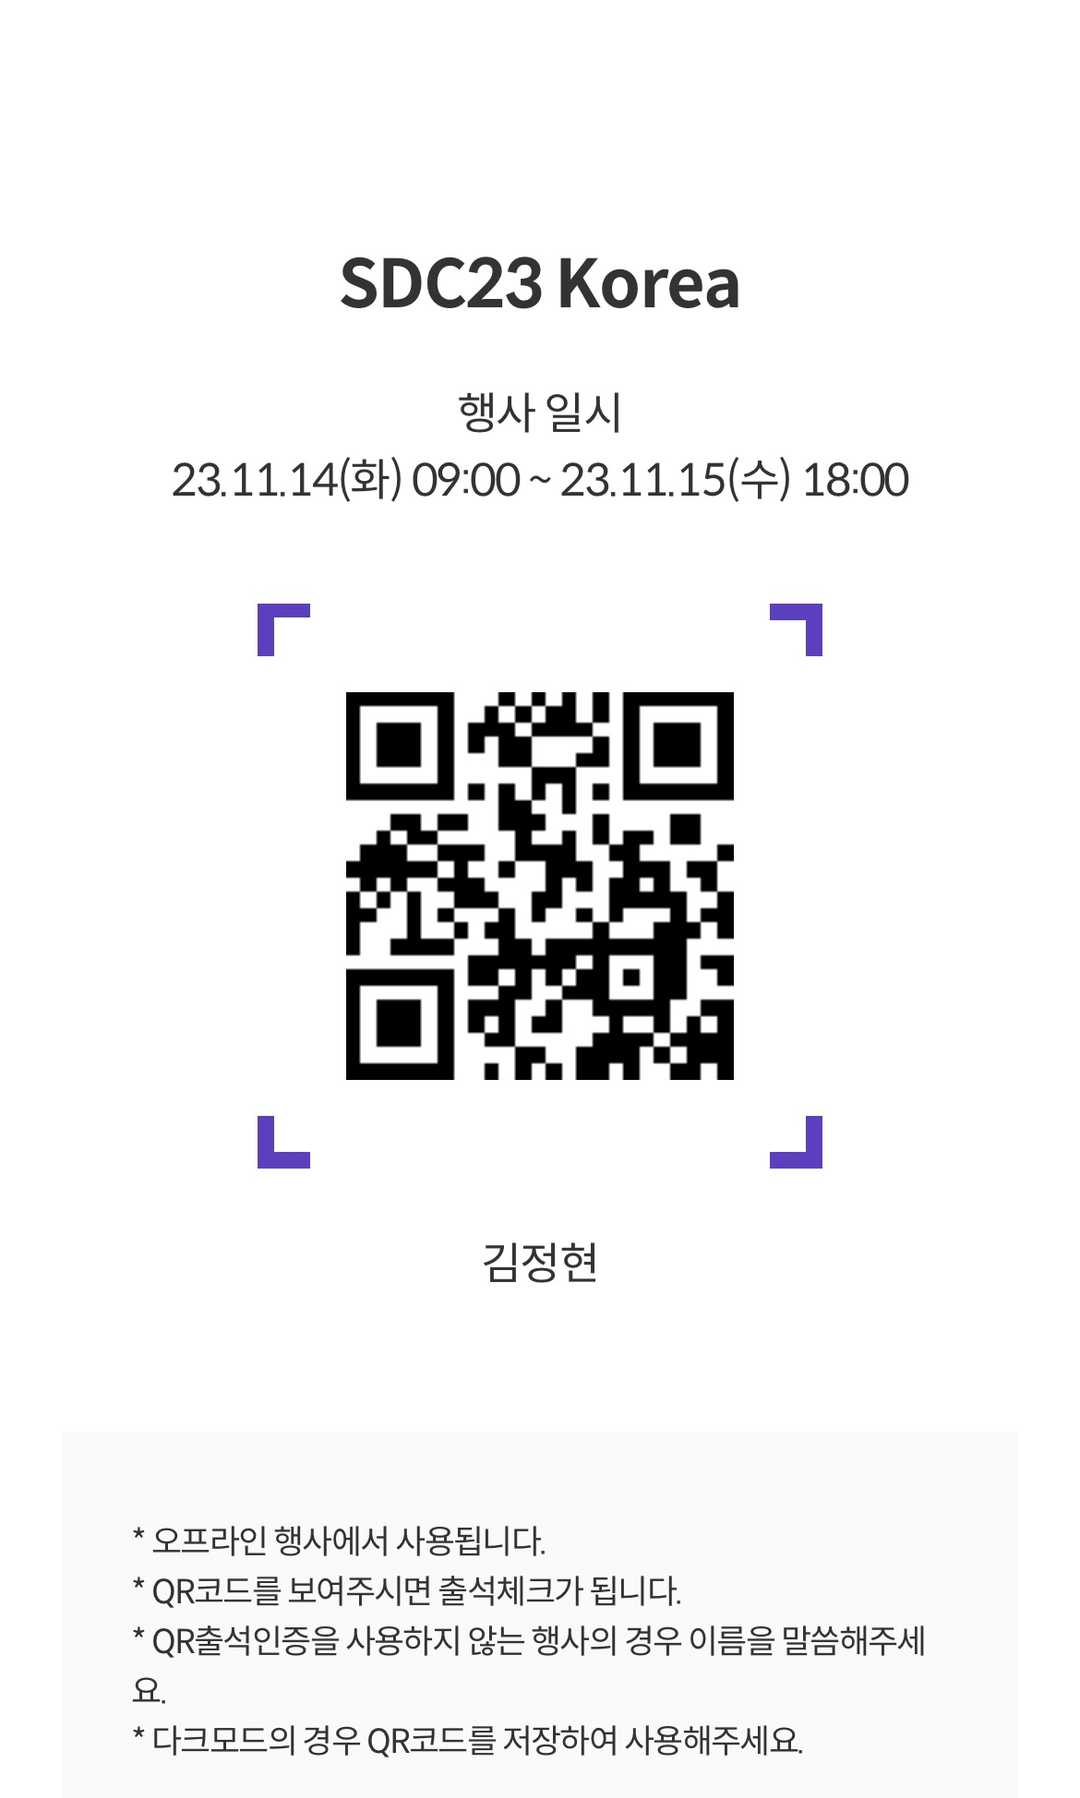 SDC23 Korea
행사 일시
23.11.14(화) 09:00 ~ 23.11.15(수) 18:00
김정현
* 오프라인 행사에서 사용됩니다.
* QR코드를 보여주시면 출석체크가 됩니다.
* QR출석인증을 사용하지 않는 행사의 경우 이름을 말씀해주세
요.
* 다크모드의 경우 QR코드를 저장하여 사용해주세요.